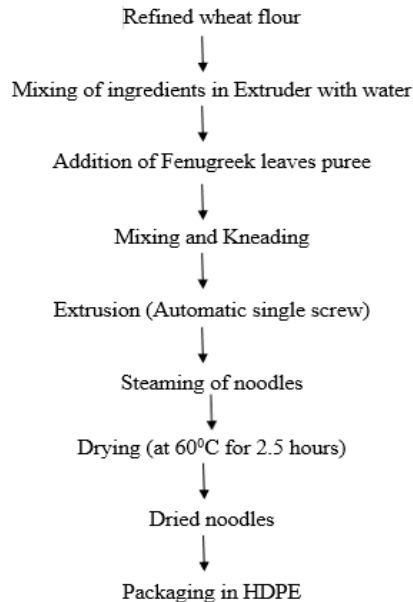 Refined wheat flour
Mixing of ingredients in Extruder with water
Addition of Fenugreek leaves puree
Mixing and Kneading
Extrusion (Automatic single screw)
Steaming of noodles
Drying (at 60⁰C for 2.5 hours)
Dried noodles
Packaging in HDPE